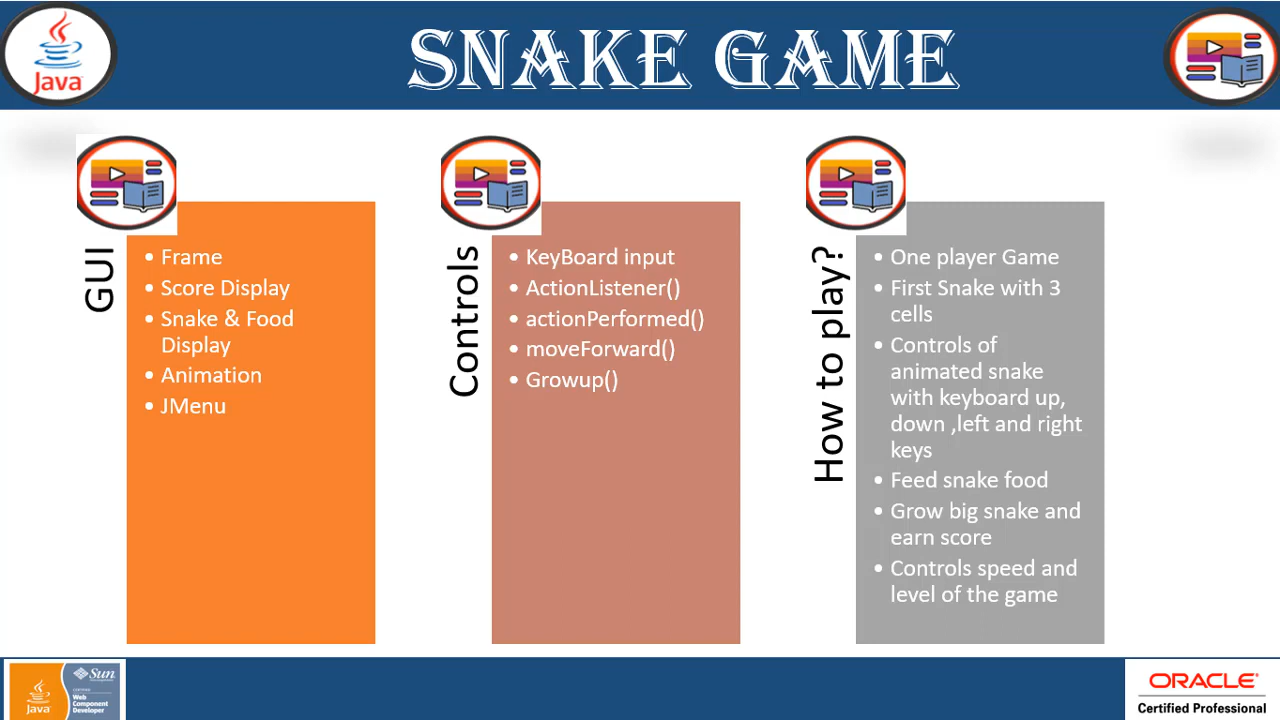 Java
SNAKE GAME
GUI
• Frame
• Score Display
• Snake & Food
Display
• Animation
• JMenu
Controls
• KeyBoard input
• ActionListener()
• actionPerformed()
• moveForward()
• Growup()
How to play?
• One player Game
• First Snake with 3
cells
• Controls of
animated snake
with keyboard up,
down ,left and right
keys
• Feed snake food
• Grow big snake and
earn score
• Controls speed and
level of the game
Java
Sun
Web
Component
Developer
ORACLE
Certified Professional